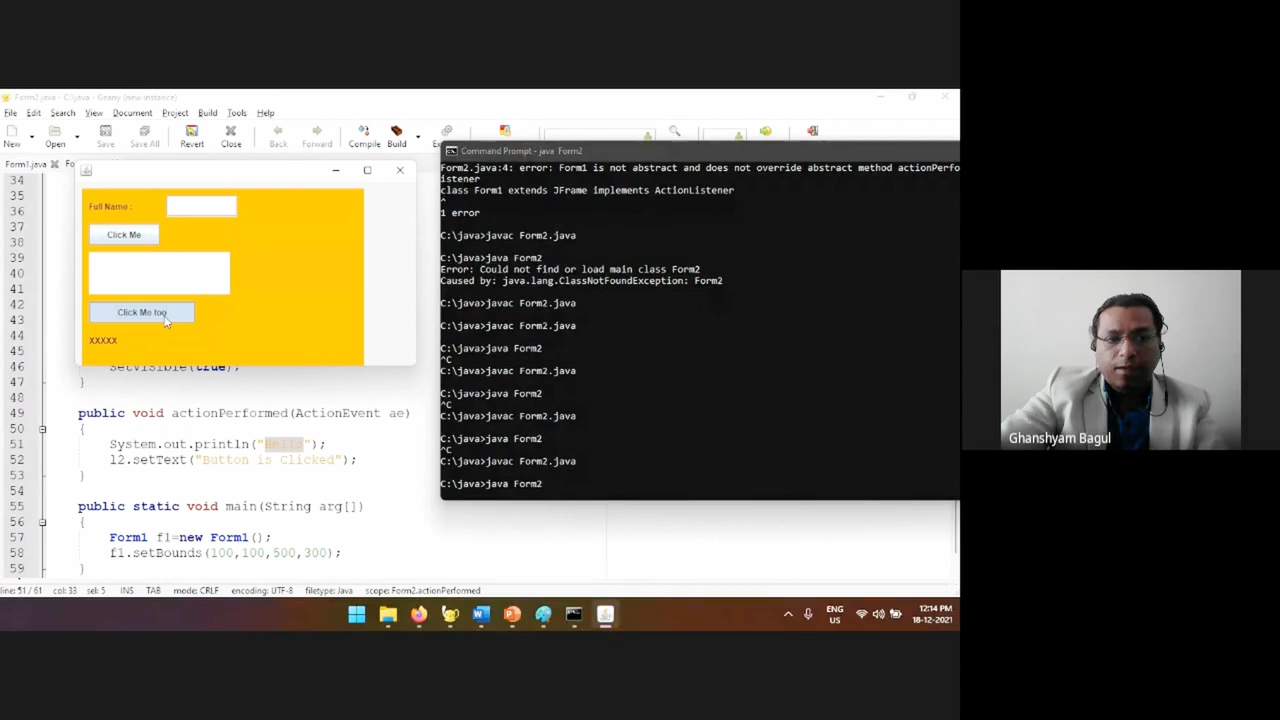 Form2.java - C:\java - Geany (new instance)
File Edit Search View Document Project Build Tools Help
New Open Save Save All Revert Close Back Forward Compile Build
Form1.java
Full Name :
Click Me
Click Me too
XXXXX
34
35
36
37
38
39
40
41
42
43
44
45
46 SetVisible(true);
47 }
48
49 public void actionPerformed(ActionEvent ae)
50 {
51 System.out.println("Hello");
52 l2.setText("Button is Clicked");
53 }
54
55 public static void main(String arg[])
56 {
57 Form1 f1=new Form1();
58 f1.setBounds(100,100,500,300);
59 }
line: 51 / 61 col: 33 sel: 5 INS TAB mode: CRLF encoding: UTF-8 filetype: Java scope: Form2.actionPerformed
Command Prompt - java Form2
Form2.java:4: error: Form1 is not abstract and does not override abstract method actionPerfo
istener
class Form1 extends JFrame implements ActionListener
^
1 error
C:\java>javac Form2.java
C:\java>java Form2
Error: Could not find or load main class Form2
Caused by: java.lang.ClassNotFoundException: Form2
C:\java>javac Form2.java
C:\java>javac Form2.java
C:\java>java Form2
^C
C:\java>javac Form2.java
C:\java>java Form2
^C
C:\java>javac Form2.java
C:\java>java Form2
^C
C:\java>javac Form2.java
C:\java>java Form2
ENG
US
12:14 PM
18-12-2021
Ghanshyam Bagul